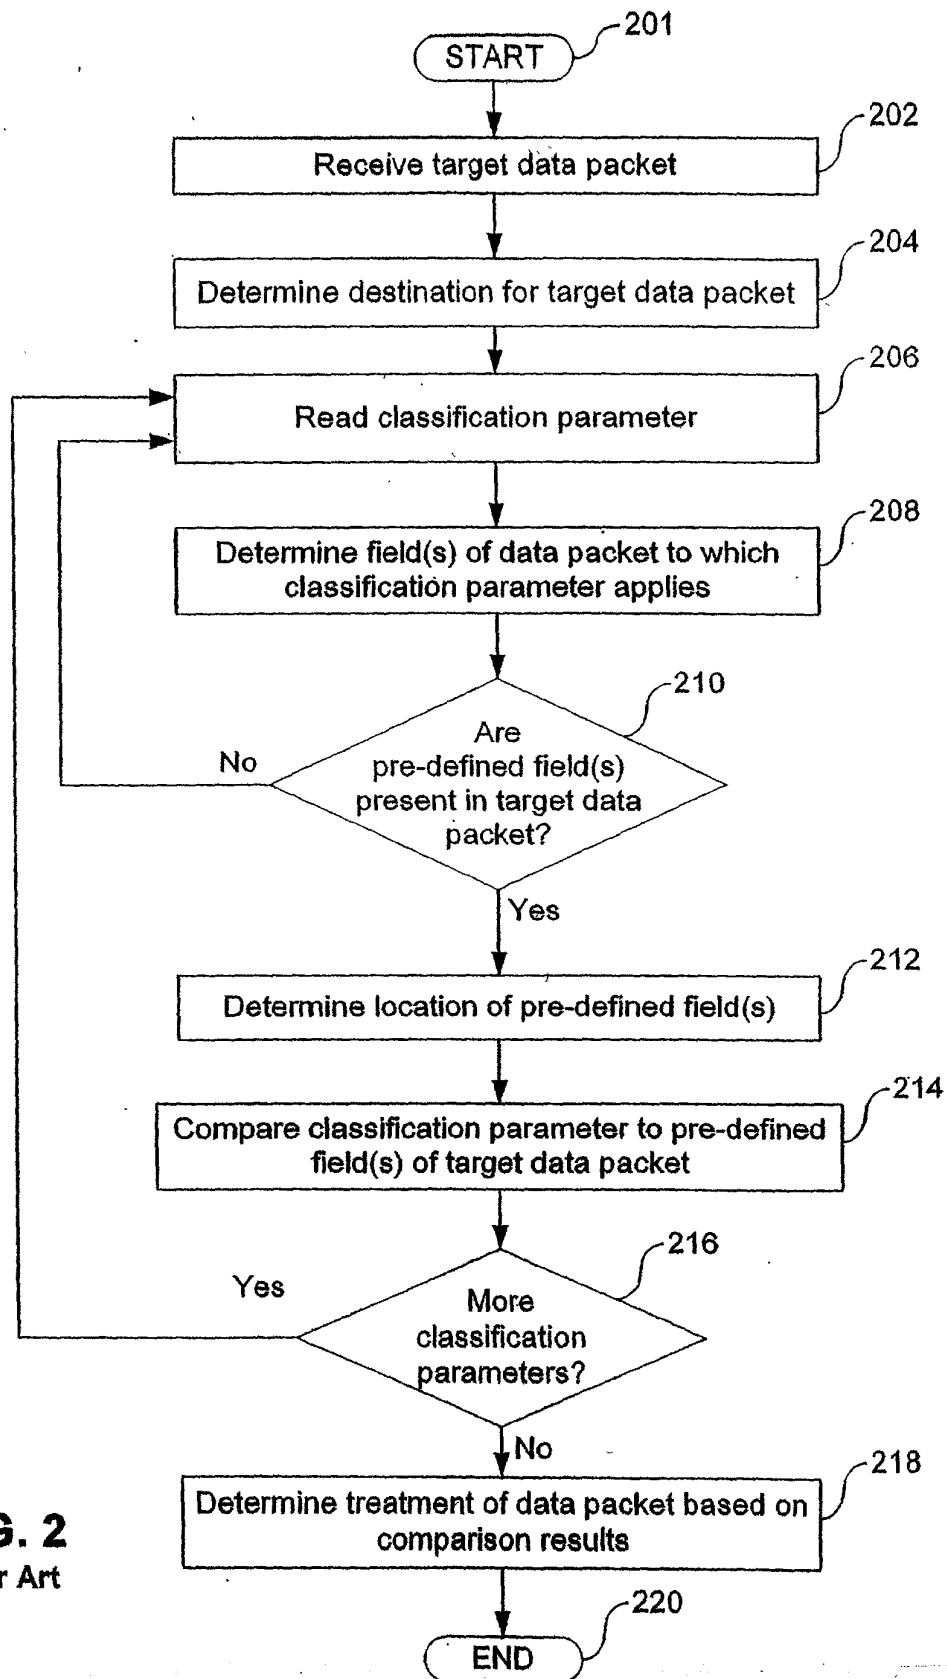 START
201
202
Receive target data packet
204
Determine destination for target data packet
206
Read classification parameter
208
Determine field(s) of data packet to which
classification parameter applies
210
Are
pre-defined field(s)
present in target data
packet?
No
Yes
212
Determine location of pre-defined field(s)
214
Compare classification parameter to pre-defined
field(s) of target data packet
216
Yes
More
classification
parameters?
No
218
Determine treatment of data packet based on
comparison results
G. 2
r Art
220
END